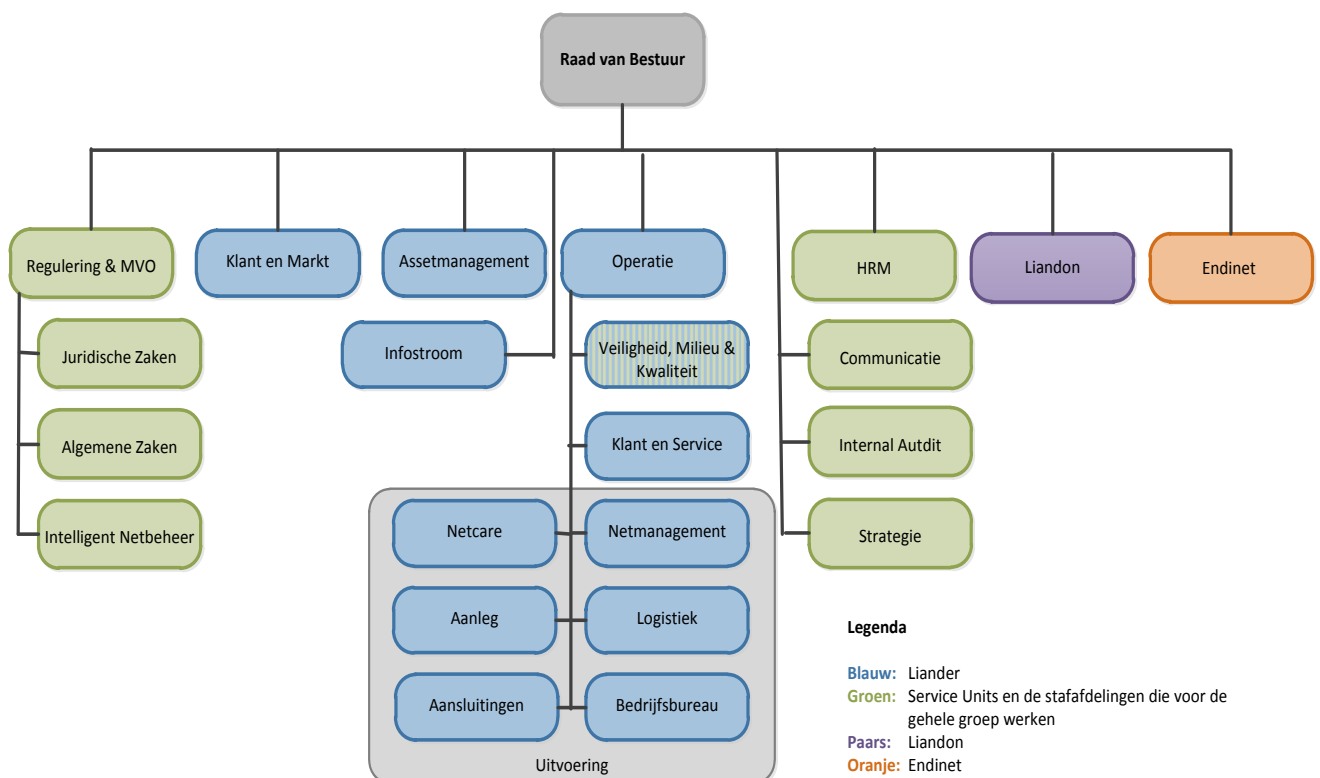 Raad van Bestuur
Regulering & MVO
Klant en Markt
Assetmanagement
Operatie
HRM
Liandon
Endinet
Juridische Zaken
Infostroom
Veiligheid, Milieu &
Kwaliteit
Communicatie
Algemene Zaken
Klant en Service
Internal Autdit
Intelligent Netbeheer
Netcare
Netmanagement
Strategie
Aanleg
Logistiek
Aansluitingen
Bedrijfsbureau
Uitvoering
Legenda
Blauw: Liander
Groen: Service Units en de stafafdelingen die voor de
gehele groep werken
Paars: Liandon
Oranje: Endinet